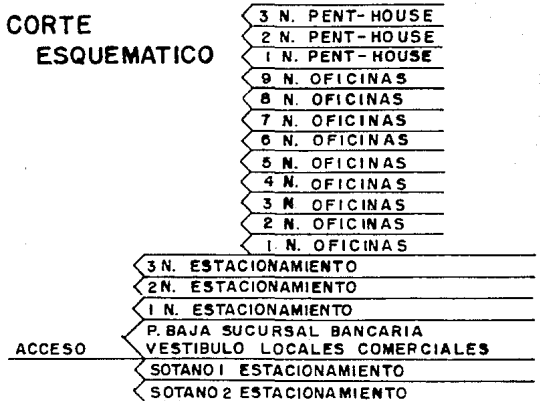 CORTE
ESQUEMATICO
3 N. PENT-HOUSE
2 N. PENT-HOUSE
1 N. PENT-HOUSE
9 N. OFICINAS
8 N. OFICINAS
7 N. OFICINAS
6 N. OFICINAS
5 N. OFICINAS
4 N. OFICINAS
3 N. OFICINAS
2 N. OFICINAS
1 N. OFICINAS
3 N. ESTACIONAMIENTO
2 N. ESTACIONAMIENTO
1 N. ESTACIONAMIENTO
P. BAJA SUCURSAL BANCARIA
ACCESO VESTIBULO LOCALES COMERCIALES
SOTANO 1 ESTACIONAMIENTO
SOTANO 2 ESTACIONAMIENTO